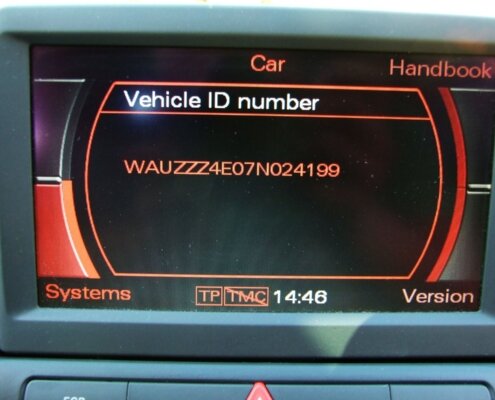 Car
Handbook
Vehicle ID number
WAUZZZ4E07N024199
Systems
TP TMC 14:46
Version